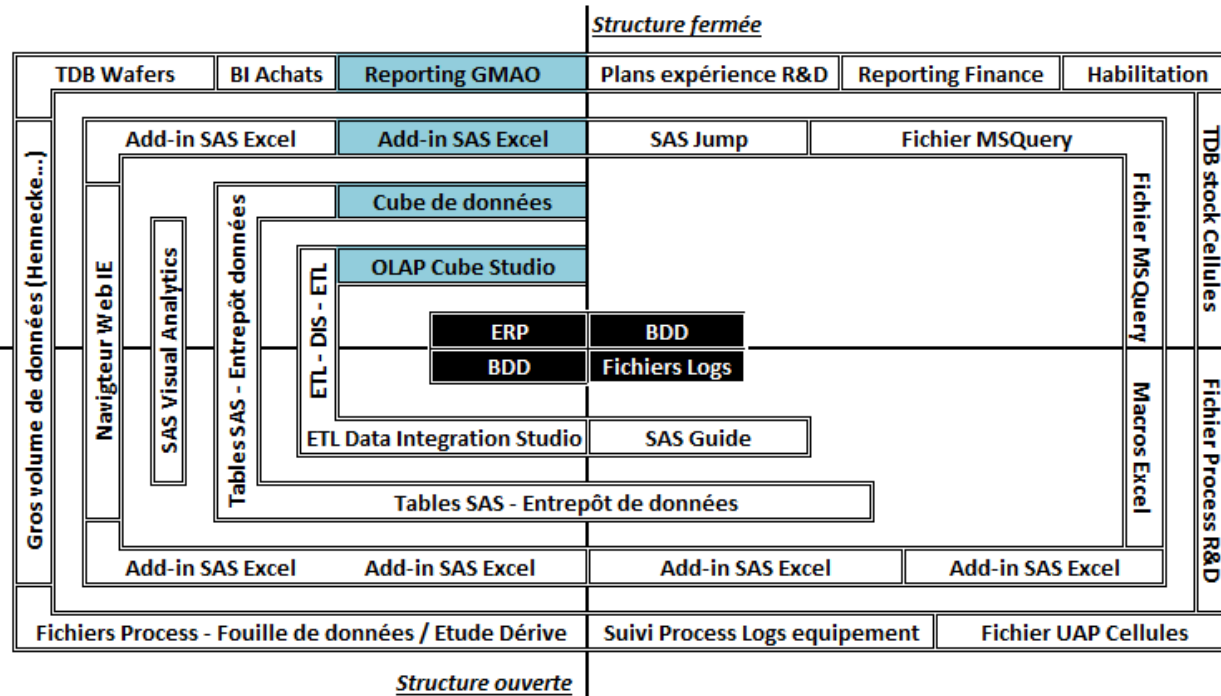 Structure fermée
TDB Wafers
BI Achats
Reporting GMAO
Plans expérience R&D
Reporting Finance
Habilitation
Add-in SAS Excel
Add-in SAS Excel
SAS Jump
Fichier MSQuery
Gros volume de données (Hennecke...)
Navigteur Web IE
SAS Visual Analytics
Tables SAS - Entrepôt données
Cube de données
ETL - DIS - ETL
OLAP Cube Studio
ERP
BDD
BDD
Fichiers Logs
Fichier MSQuery
TDB stock Cellules
Macros Excel
Fichier Process R&D
ETL Data Integration Studio
SAS Guide
Tables SAS - Entrepôt de données
Add-in SAS Excel
Add-in SAS Excel
Add-in SAS Excel
Add-in SAS Excel
Fichiers Process - Fouille de données / Etude Dérive
Suivi Process Logs equipement
Fichier UAP Cellules
Structure ouverte